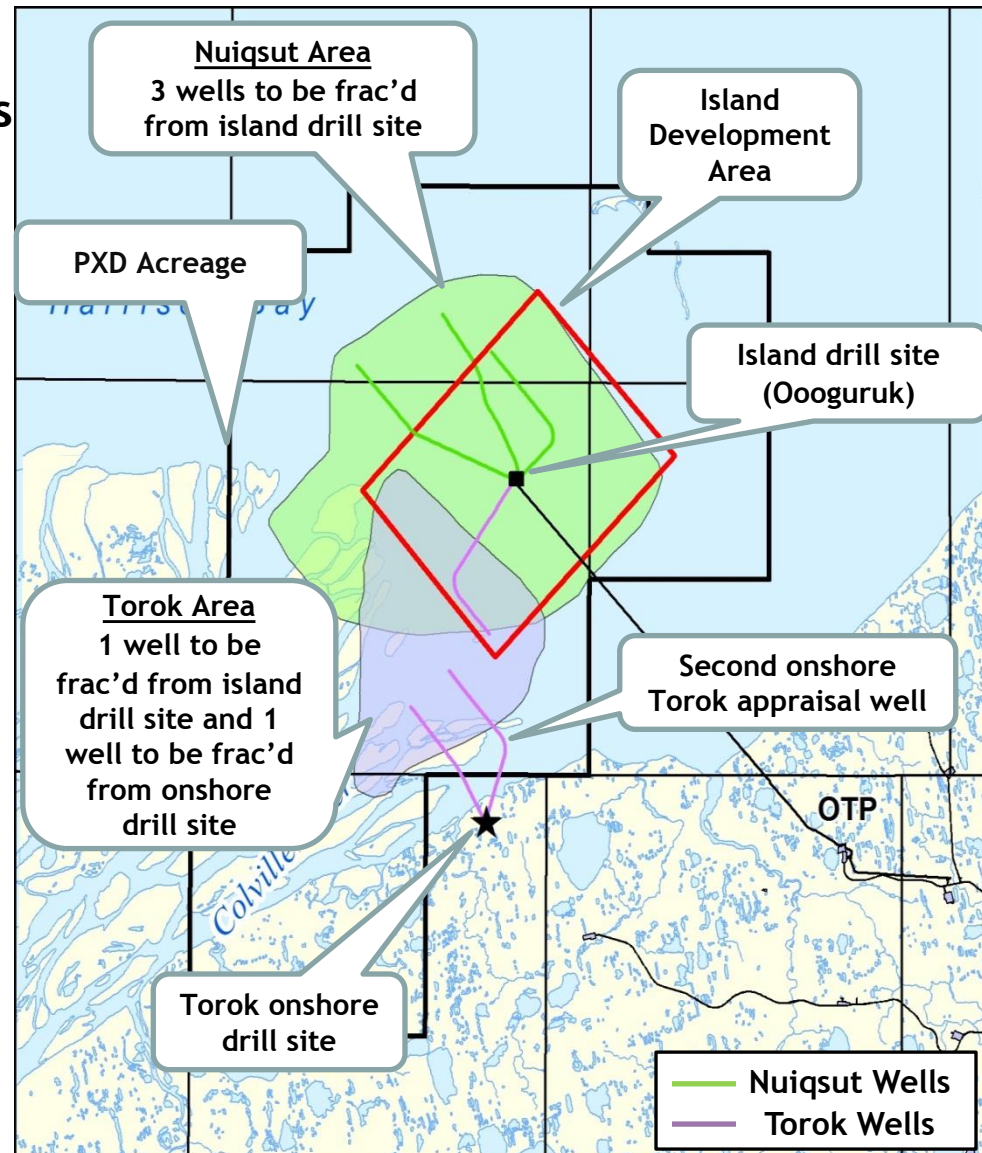 Nuiqsut Area
3 wells to be frac’d
from island drill site
s
Island
Development
Area
PXD Acreage
Island drill site
(Oooguruk)
Torok Area
1 well to be
frac’d from island
drill site and 1
well to be frac’d
from onshore
drill site
Second onshore
Torok appraisal well
OTP
Colville
Torok onshore
drill site
Nuiqsut Wells
Torok Wells